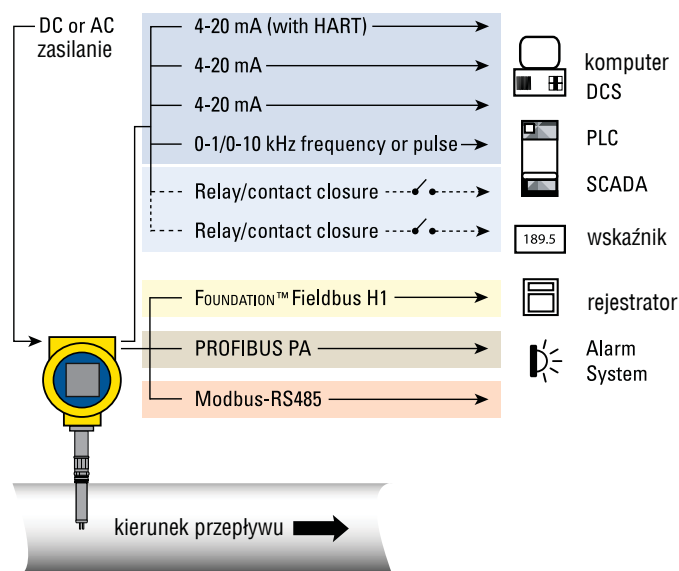 DC or AC
zasilanie
4-20 mA (with HART)
4-20 mA
4-20 mA
0-1/0-10 kHz frequency or pulse
Relay/contact closure
Relay/contact closure
FOUNDATION™ Fieldbus H1
PROFIBUS PA
Modbus-RS485
komputer
DCS
PLC
SCADA
189.5
wskaźnik
rejestrator
Alarm
System
kierunek przepływu